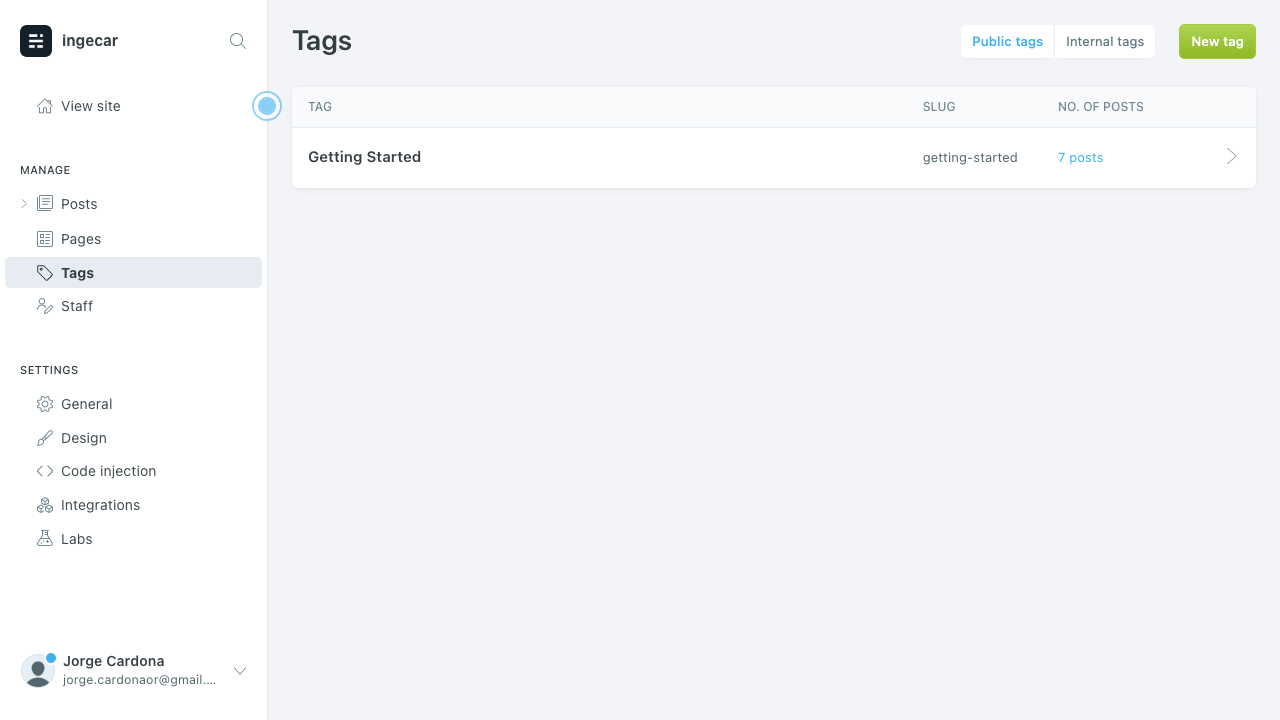 ingecar
View site
MANAGE
Posts
Pages
Tags
Staff
SETTINGS
General
Design
Code injection
Integrations
Labs
Jorge Cardona
jorge.cardonaor@gmail....
Tags
Public tags Internal tags New tag
TAG SLUG NO. OF POSTS
Getting Started getting-started 7 posts